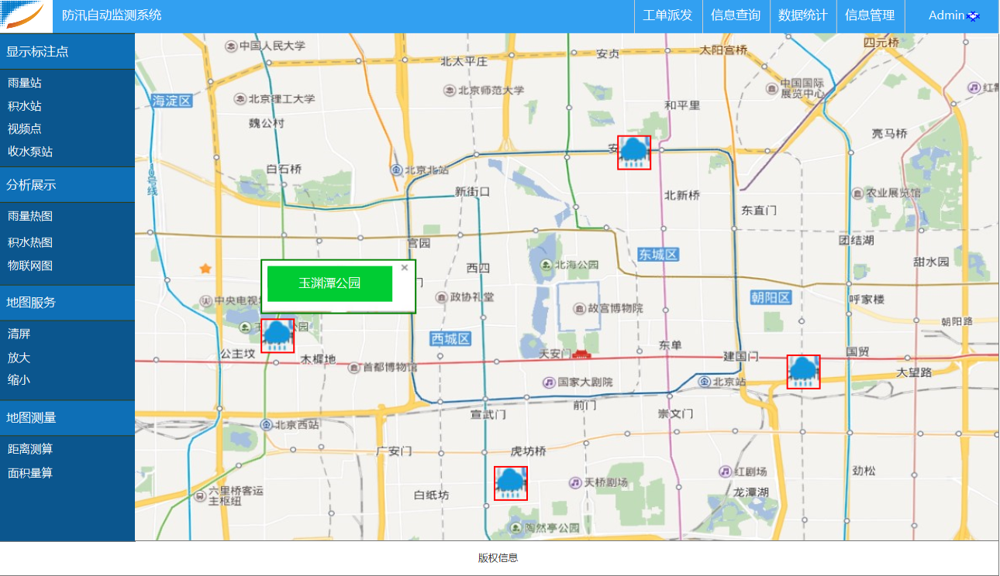 防汛自动监测系统
工单派发
信息查询
数据统计
信息管理
Admin
显示标注点
雨量站
积水站
视频点
收水泵站
分析展示
雨量热图
积水热图
物联网图
地图服务
清屏
放大
缩小
地图测量
距离测算
面积量算
中国人民大学
北太平庄
安贞
太阳宫桥
四元桥
海淀区
北京理工大学
北京师范大学
中国国际
展览中心
魏公村
和平里
亮马桥
白石桥
北京北站
号线
新街口
北新桥
农业展览馆
东直门
团结湖
官园
东城区
甜水园
西四
北海公园
玉渊潭公园
×
政协礼堂
中央电视
故宫博物院
朝阳区
呼家楼
朝阳路
公园
西城区
公主坟
木樨地
首都博物馆
天安门
东单
建国门
国贸
大望路
国家大剧院
北京站
前门
宣武门
崇文门
北京西站
广安门
虎坊桥
红剧场
劲松
天桥剧场
龙潭湖
六里桥客运
主枢纽
白纸坊
陶然亭公园
版权信息